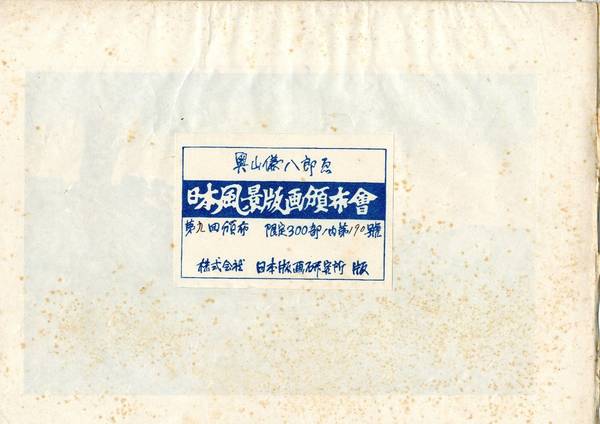 奥山儀八郎画
日本風景版画頒布會
第九回頒布 限定300部ノ内第190號
株式会社 日本版画研究所 版